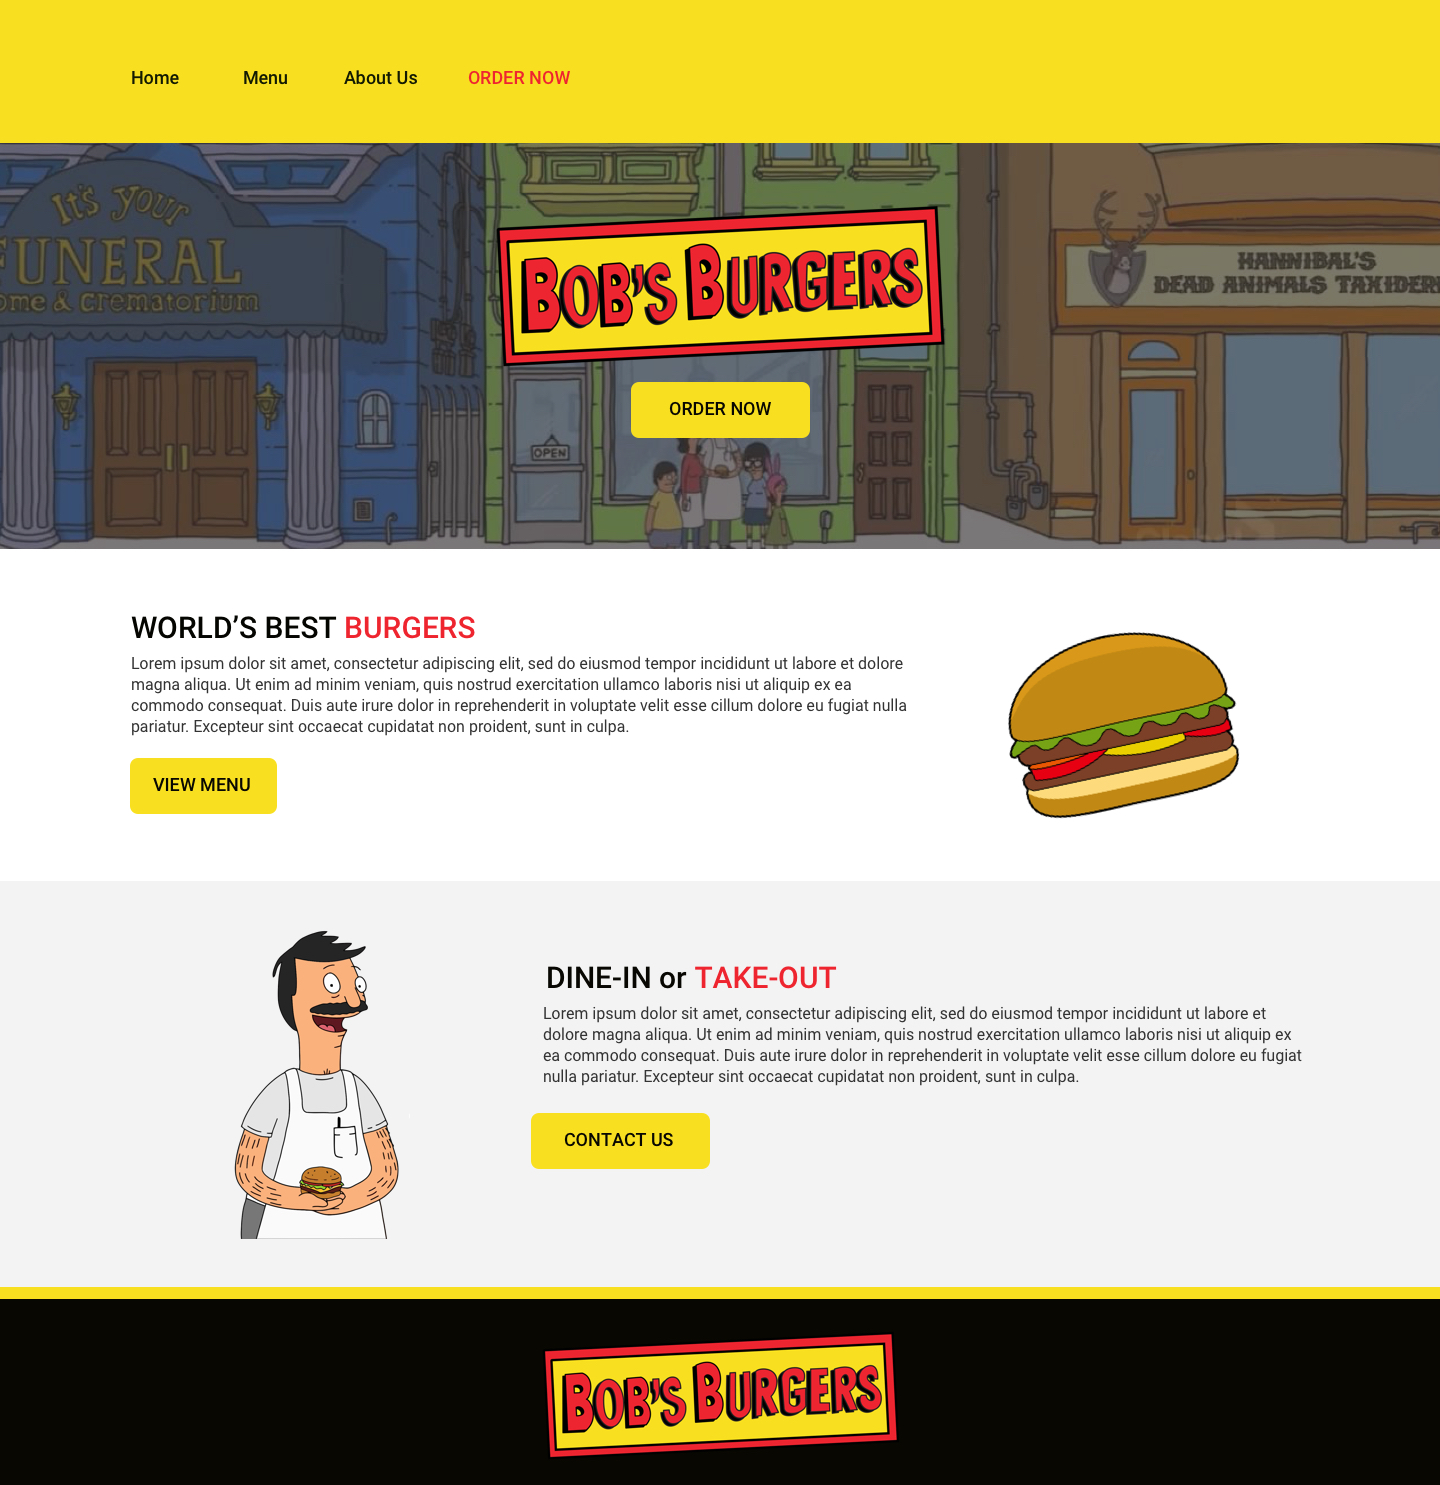 Home Menu About Us ORDER NOW
It's your
FUNERAL
ome & Crematorium
BOB'S BURGERS
HANNIBAL'S
DEAD ANIMALS TAXIDER
ORDER NOW
OPEN
WORLD’S BEST BURGERS
Lorem ipsum dolor sit amet, consectetur adipiscing elit, sed do eiusmod tempor incididunt ut labore et dolore
magna aliqua. Ut enim ad minim veniam, quis nostrud exercitation ullamco laboris nisi ut aliquip ex ea
commodo consequat. Duis aute irure dolor in reprehenderit in voluptate velit esse cillum dolore eu fugiat nulla
pariatur. Excepteur sint occaecat cupidatat non proident, sunt in culpa.
VIEW MENU
DINE-IN or TAKE-OUT
Lorem ipsum dolor sit amet, consectetur adipiscing elit, sed do eiusmod tempor incididunt ut labore et
dolore magna aliqua. Ut enim ad minim veniam, quis nostrud exercitation ullamco laboris nisi ut aliquip ex
ea commodo consequat. Duis aute irure dolor in reprehenderit in voluptate velit esse cillum dolore eu fugiat
nulla pariatur. Excepteur sint occaecat cupidatat non proident, sunt in culpa.
CONTACT US
BOB'S BURGERS